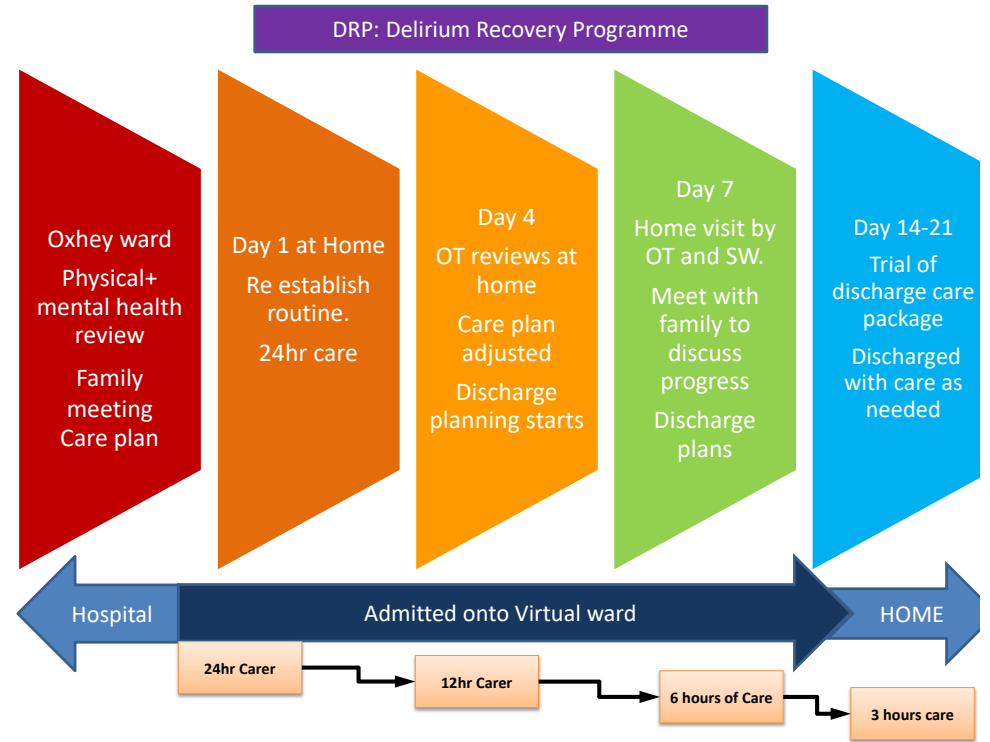 DRP: Delirium Recovery Programme
Oxhey ward
Physical+
mental health
review
Family
meeting
Care plan
Day 1 at Home
Re establish
routine.
24hr care
Day 4
OT reviews at
home
Care plan
adjusted
Discharge
planning starts
Day 7
Home visit by
OT and SW.
Meet with
family to
discuss
progress
Discharge
plans
Day 14-21
Trial of
discharge care
package
Discharged
with care as
needed
Hospital
Admitted onto Virtual ward
HOME
24hr Carer
12hr Carer
6 hours of Care
3 hours care